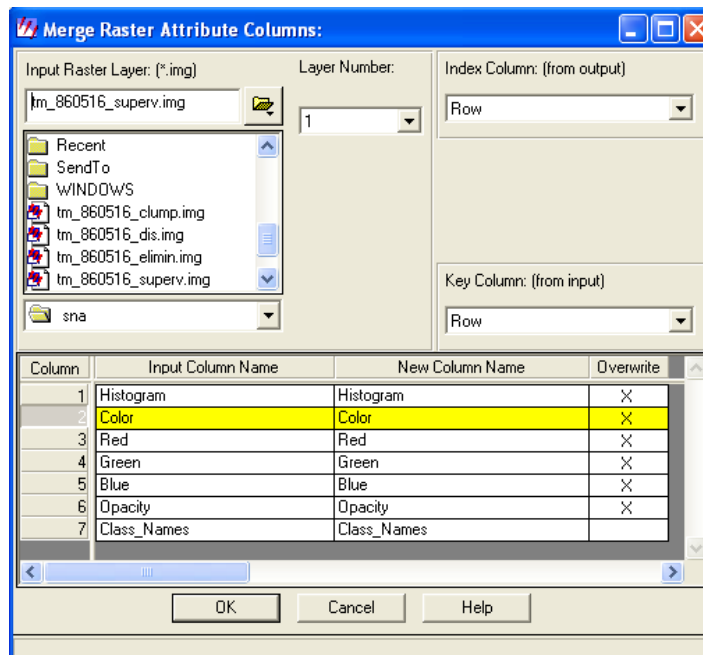 Merge Raster Attribute Columns:
Input Raster Layer: (*.img)
tm_860516_superv.img
Recent
SendTo
WINDOWS
tm_860516_clump.img
tm_860516_dis.img
tm_860516_elimin.img
tm_860516_superv.img
sna
Layer Number:
1
Index Column: (from output)
Row
Key Column: (from input)
Row
Column Input Column Name New Column Name Overwrite
1 Histogram Histogram X
2 Color Color X
3 Red Red X
4 Green Green X
5 Blue Blue X
6 Opacity Opacity X
7 Class_Names Class_Names
OK Cancel Help